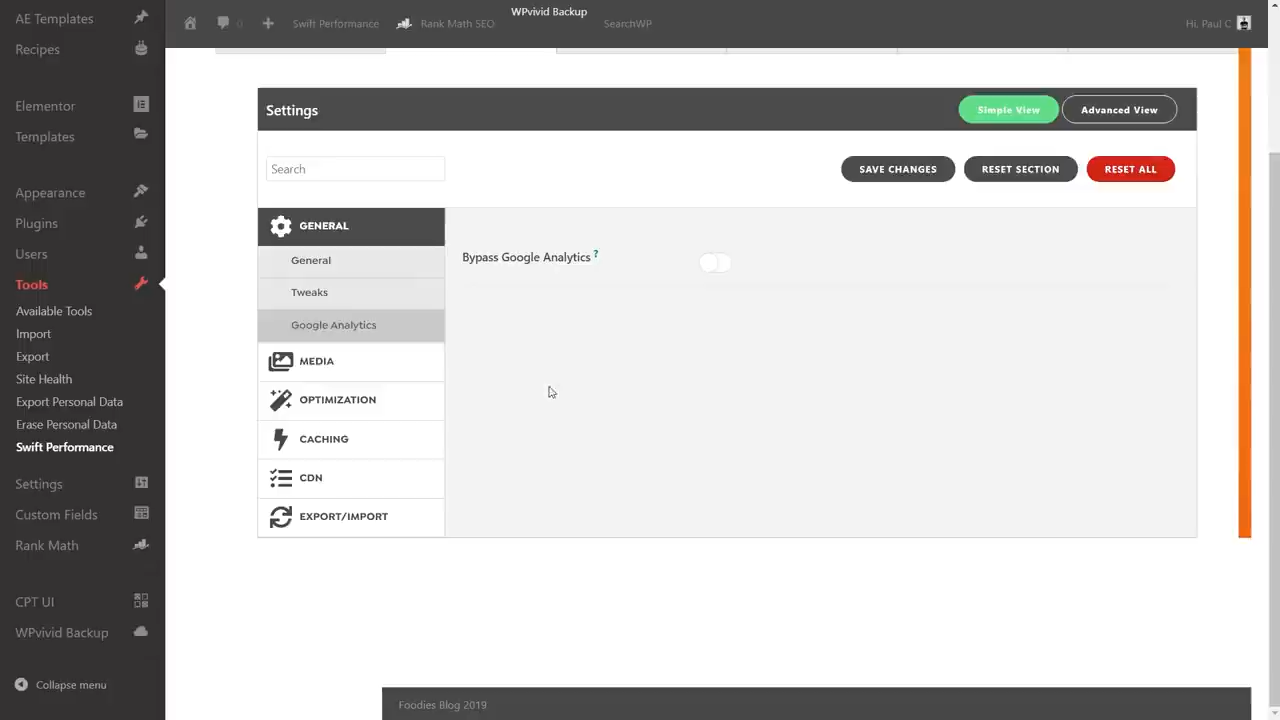 AE Templates
Recipes
Elementor
Templates
Appearance
Plugins
Users
Tools
Available Tools
Import
Export
Site Health
Export Personal Data
Erase Personal Data
Swift Performance
Settings
Custom Fields
Rank Math
CPT UI
WPvivid Backup
Collapse menu
0
Swift Performance
Rank Math SEO
WPvivid Backup
SearchWP
Hi, Paul C
Settings
Simple View
Advanced View
Search
SAVE CHANGES
RESET SECTION
RESET ALL
GENERAL
General
Tweaks
Google Analytics
MEDIA
OPTIMIZATION
CACHING
CDN
EXPORT/IMPORT
Bypass Google Analytics ?
Foodies Blog 2019